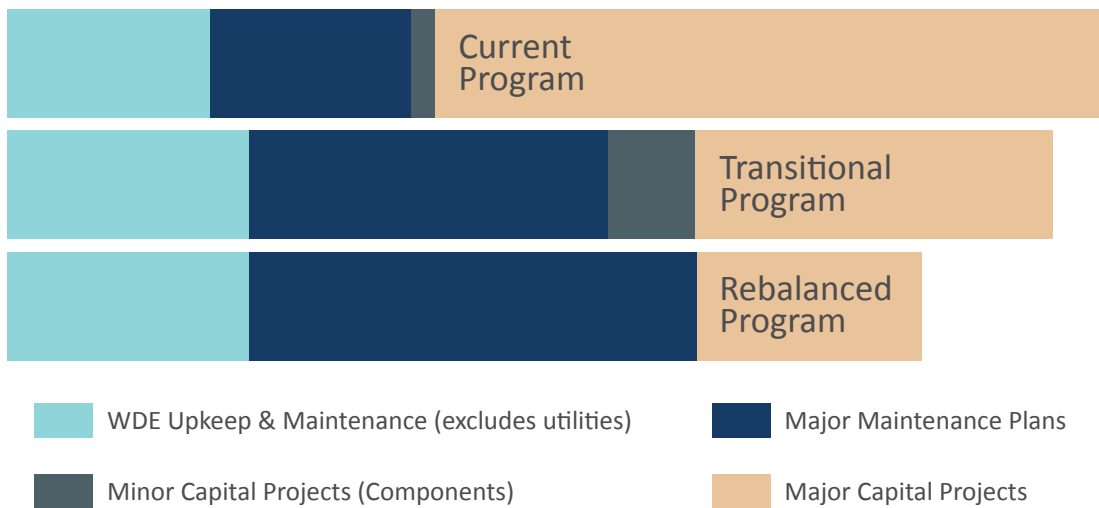 Current
Program
Transitional
Program
Rebalanced
Program
WDE Upkeep & Maintenance (excludes utilities)
Major Maintenance Plans
Minor Capital Projects (Components)
Major Capital Projects